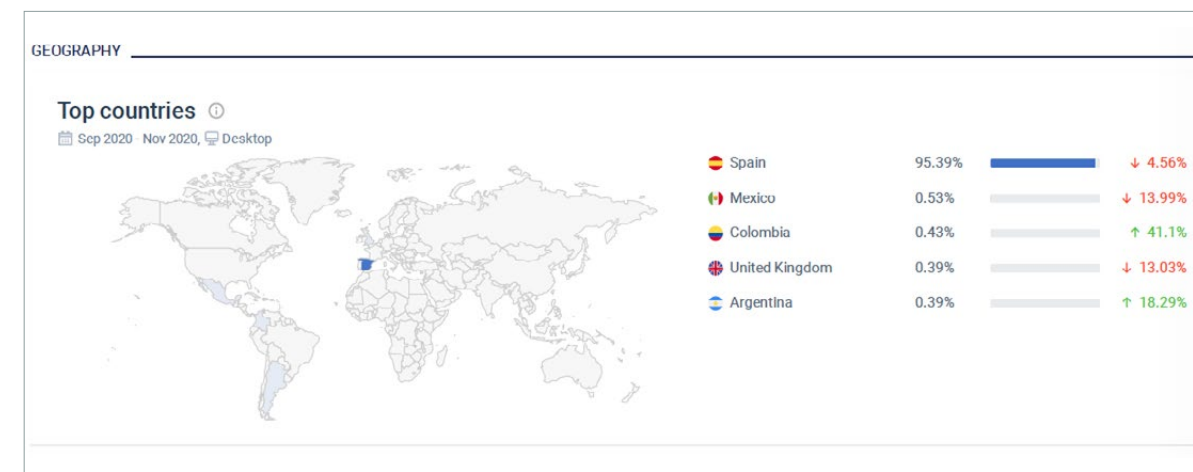 GEOGRAPHY
Top countries
Sep 2020 - Nov 2020, Desktop
Spain 95.39% ↓ 4.56%
Mexico 0.53% ↓ 13.99%
Colombia 0.43% ↑ 41.1%
United Kingdom 0.39% ↓ 13.03%
Argentina 0.39% ↑ 18.29%